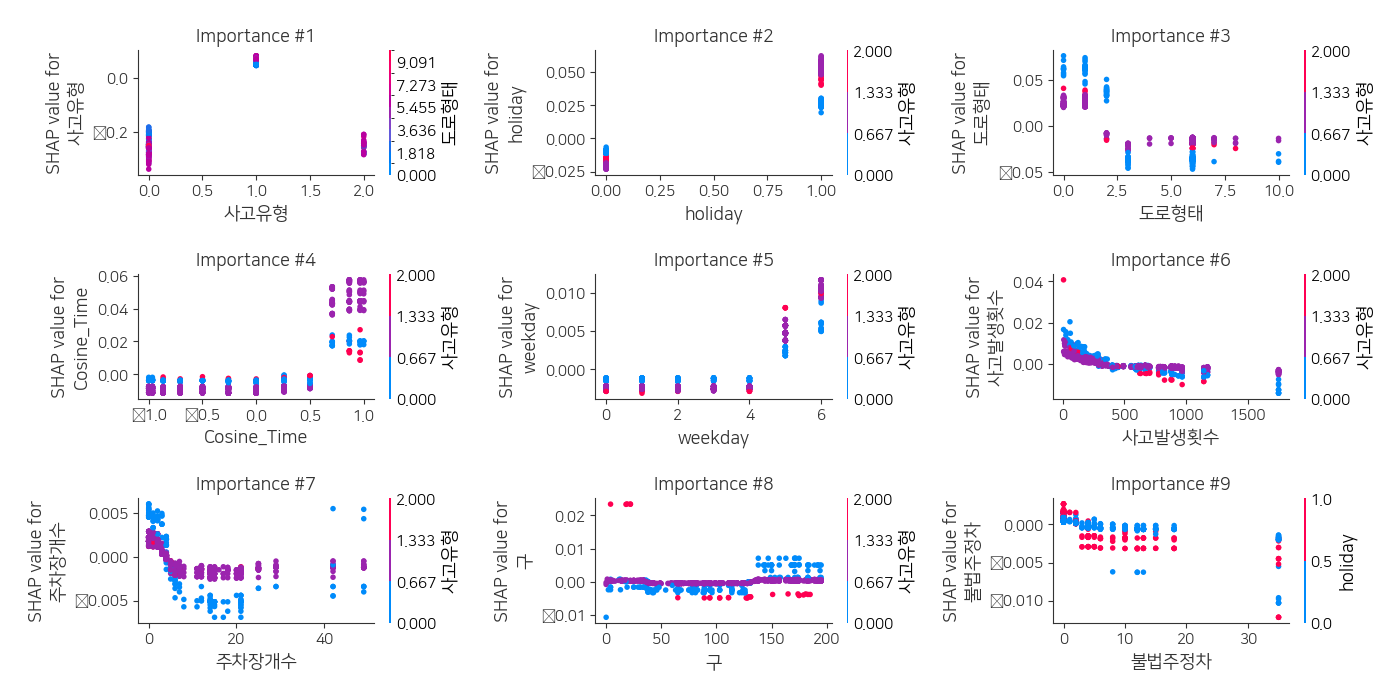 Importance #1
SHAP value for
사고유형
0.0
☒0.2
0.0 0.5 1.0 1.5 2.0
사고유형
9.091
7.273
5.455
3.636
1.818
0.000
도로형태
Importance #2
SHAP value for
holiday
0.050
0.025
0.000
☒0.025
0.00 0.25 0.50 0.75 1.00
holiday
2.000
1.333
0.667
0.000
사고유형
Importance #3
SHAP value for
도로형태
0.05
0.00
☒0.05
0.0 2.5 5.0 7.5 10.0
도로형태
2.000
1.333
0.667
0.000
사고유형
Importance #4
SHAP value for
Cosine_Time
0.06
0.04
0.02
0.00
☒1.0 ☒0.5 0.0 0.5 1.0
Cosine_Time
2.000
1.333
0.667
0.000
사고유형
Importance #5
SHAP value for
weekday
0.010
0.005
0.000
0 2 4 6
weekday
2.000
1.333
0.667
0.000
사고유형
Importance #6
SHAP value for
사고발생횟수
0.04
0.02
0.00
0 500 1000 1500
사고발생횟수
2.000
1.333
0.667
0.000
사고유형
Importance #7
SHAP value for
주차장개수
0.005
0.000
☒0.005
0 20 40
주차장개수
2.000
1.333
0.667
0.000
사고유형
Importance #8
SHAP value for
구
0.02
0.01
0.00
☒0.01
0 50 100 150 200
구
2.000
1.333
0.667
0.000
사고유형
Importance #9
SHAP value for
불법주정차
0.000
☒0.005
☒0.010
0 10 20 30
불법주정차
1.0
0.5
0.0
holiday